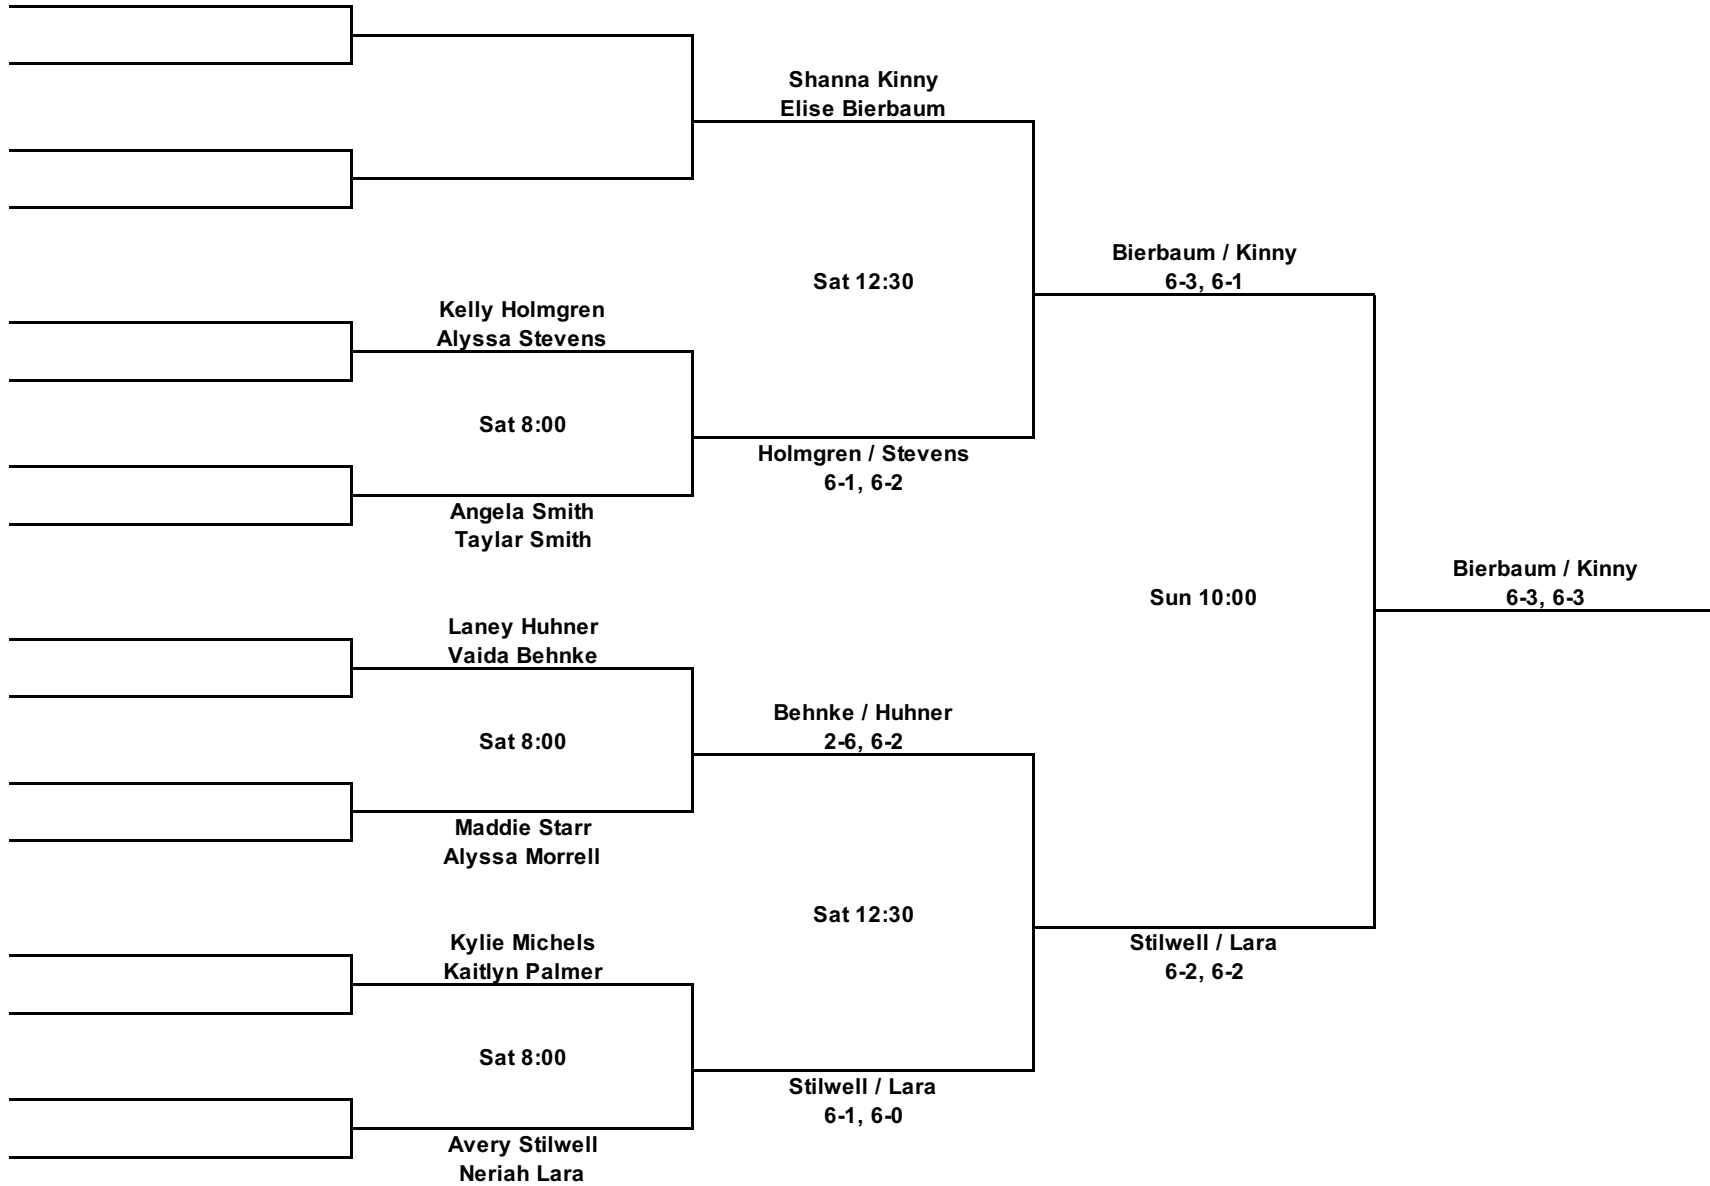 Shanna Kinny
Elise Bierbaum
Bierbaum / Kinny
6-3, 6-1
Sat 12:30
Kelly Holmgren
Alyssa Stevens
Sat 8:00
Holmgren / Stevens
6-1, 6-2
Angela Smith
Taylar Smith
Bierbaum / Kinny
6-3, 6-3
Sun 10:00
Laney Huhner
Vaida Behnke
Behnke / Huhner
2-6, 6-2
Sat 8:00
Maddie Starr
Alyssa Morrell
Sat 12:30
Kylie Michels
Kaitlyn Palmer
Stilwell / Lara
6-2, 6-2
Sat 8:00
Stilwell / Lara
6-1, 6-0
Avery Stilwell
Neriah Lara